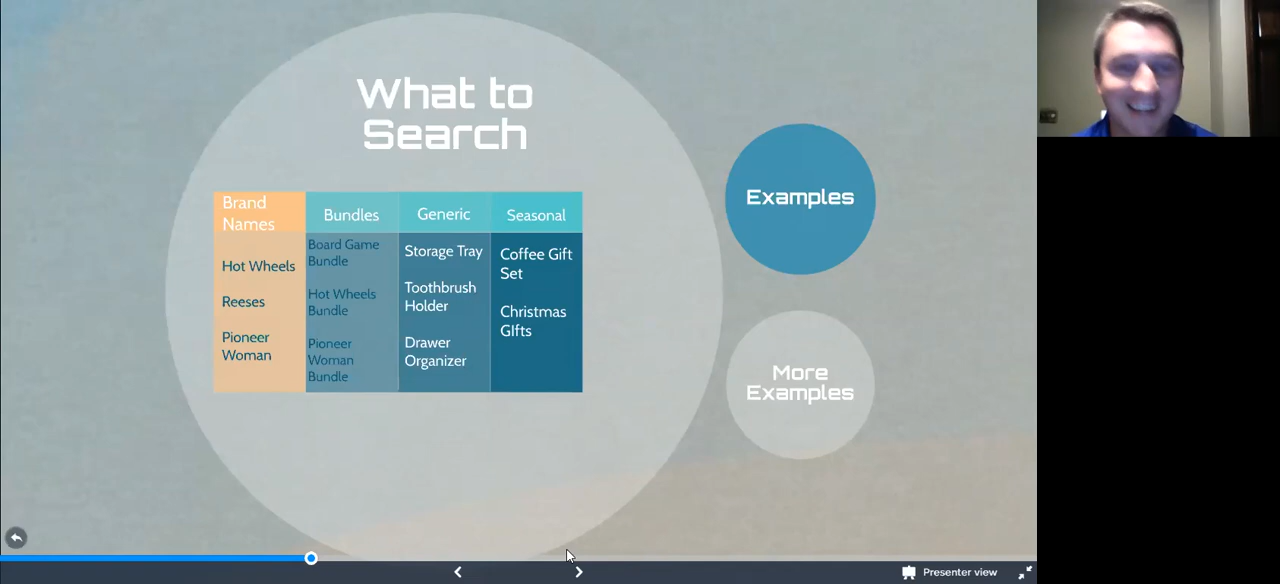 What to
Search
Brand
Names
Bundles
Generic
Seasonal
Hot Wheels
Reeses
Pioneer
Woman
Board Game
Bundle
Hot Wheels
Bundle
Pioneer
Woman
Bundle
Storage Tray
Toothbrush
Holder
Drawer
Organizer
Coffee Gift
Set
Christmas
GIfts
Examples
More
Examples
Presenter view